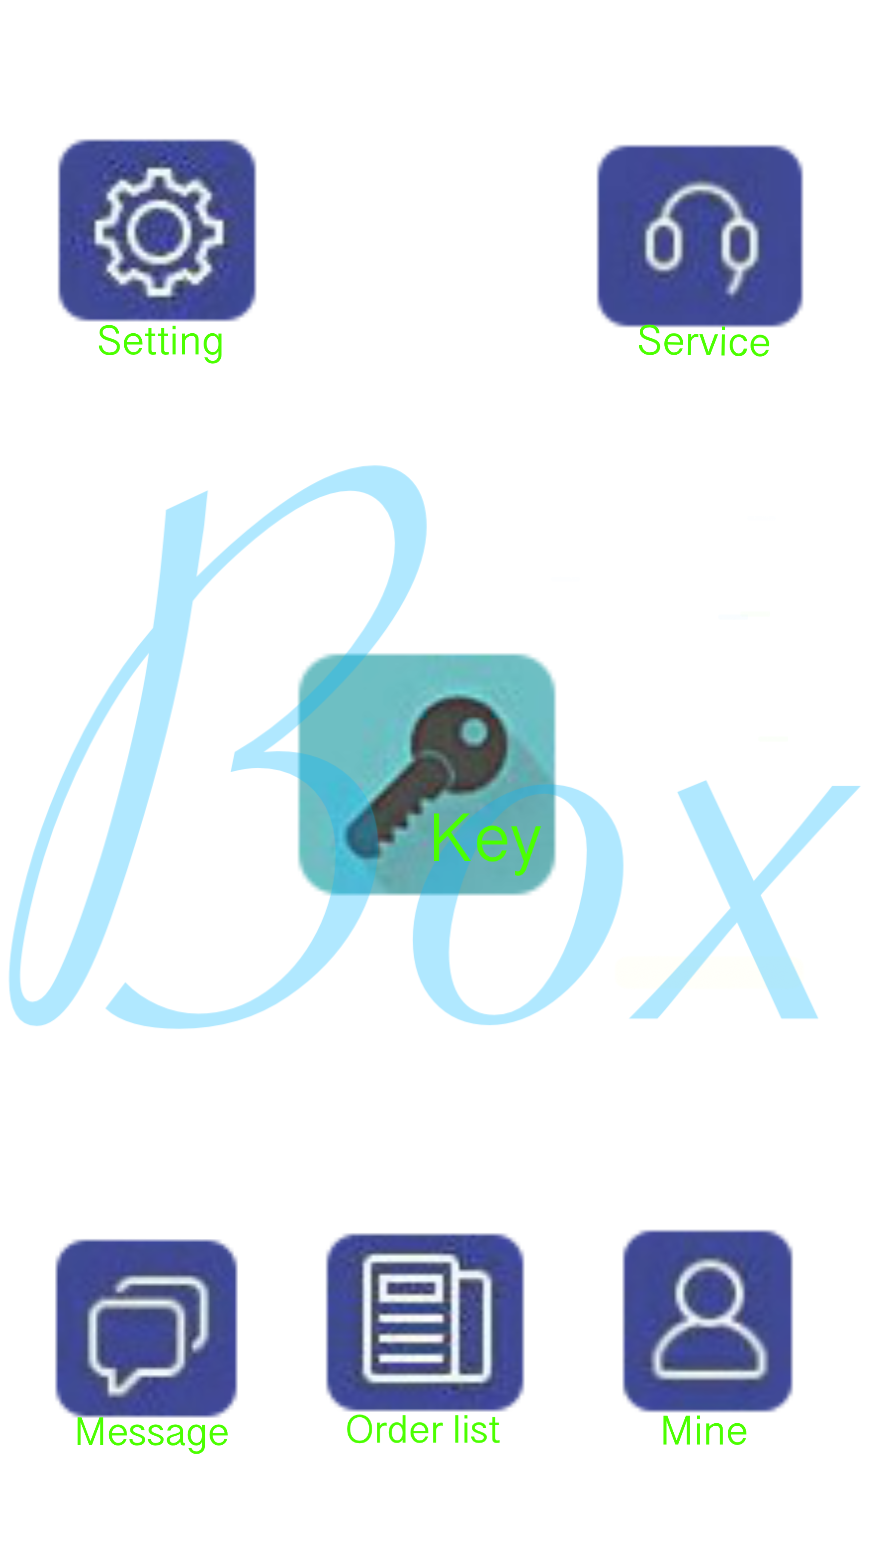 Setting
Service
Box
Key
Message
Order list
Mine